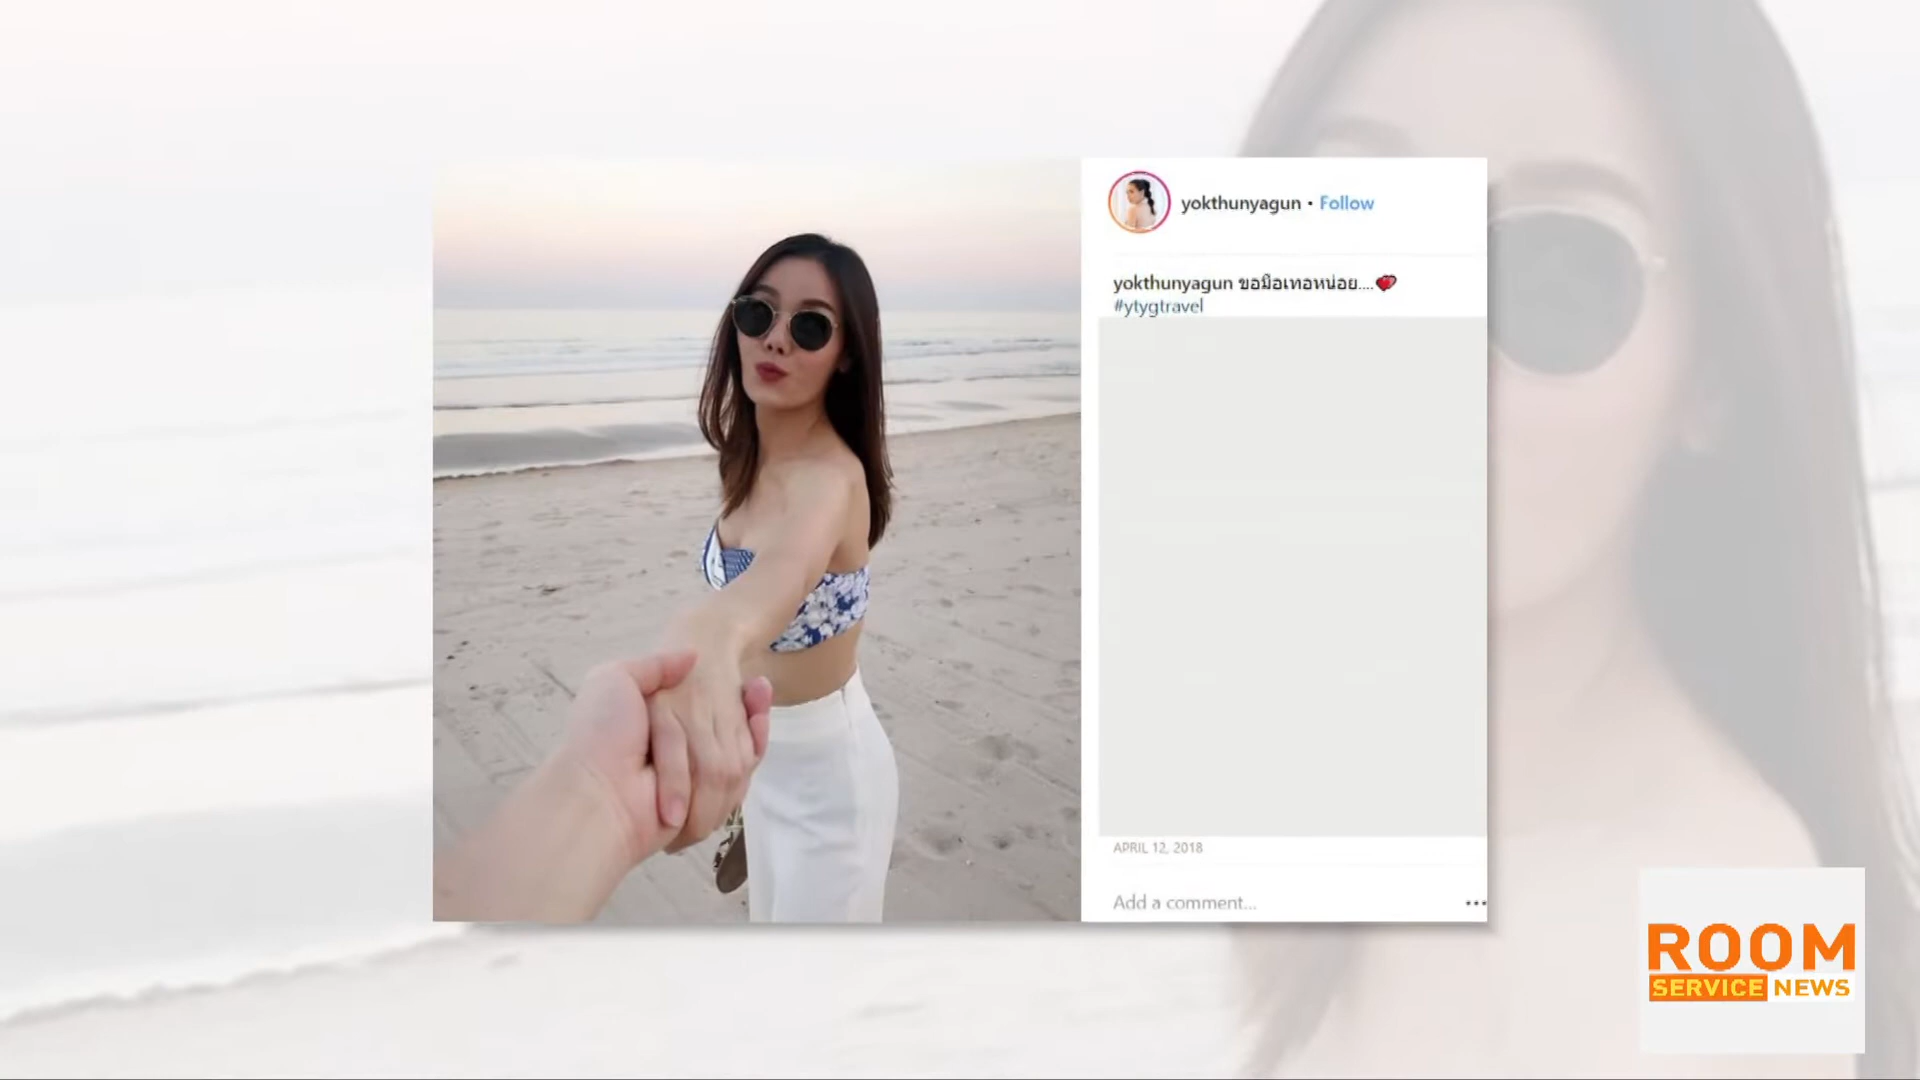 yokthunyagun • Follow
yokthunyagun ขอมือเทอหน่อย....
#ytygtravel
APRIL 12, 2018
Add a comment...
ROOM
SERVICE NEWS